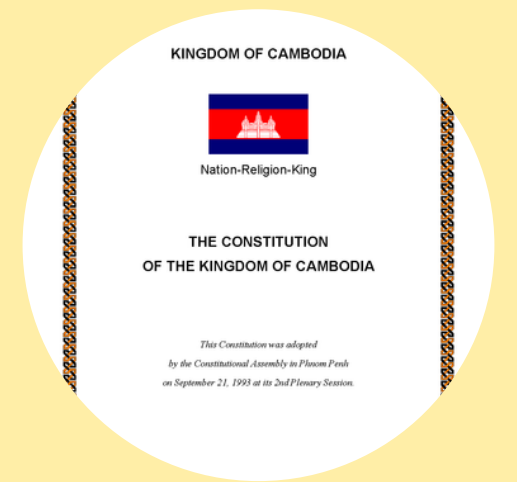 KINGDOM OF CAMBODIA
Nation-Religion-King
THE CONSTITUTION
OF THE KINGDOM OF CAMBODIA
This Constitution was adopted
by the Constitutional Assembly in Phnom Penh
on September 21, 1993 at its 2nd Plenary Session.